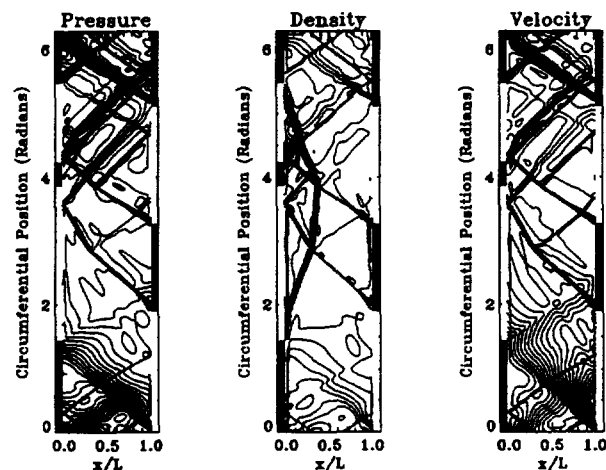 Pressure
Density
Velocity
Circumferential Position (Radians)
6
4
2
0
0.0 0.5 1.0
x/L
Circumferential Position (Radians)
6
4
2
0
0.0 0.5 1.0
x/L
Circumferential Position (Radians)
6
4
2
0
0.0 0.5 1.0
x/L